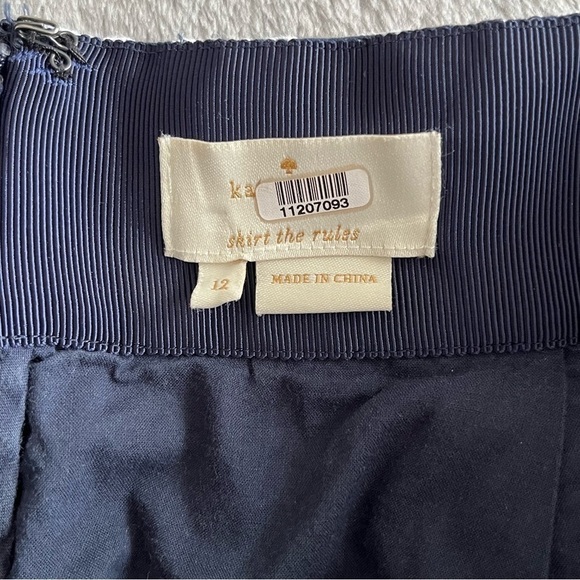 ka
11207093
skirt the rules
12
MADE IN CHINA